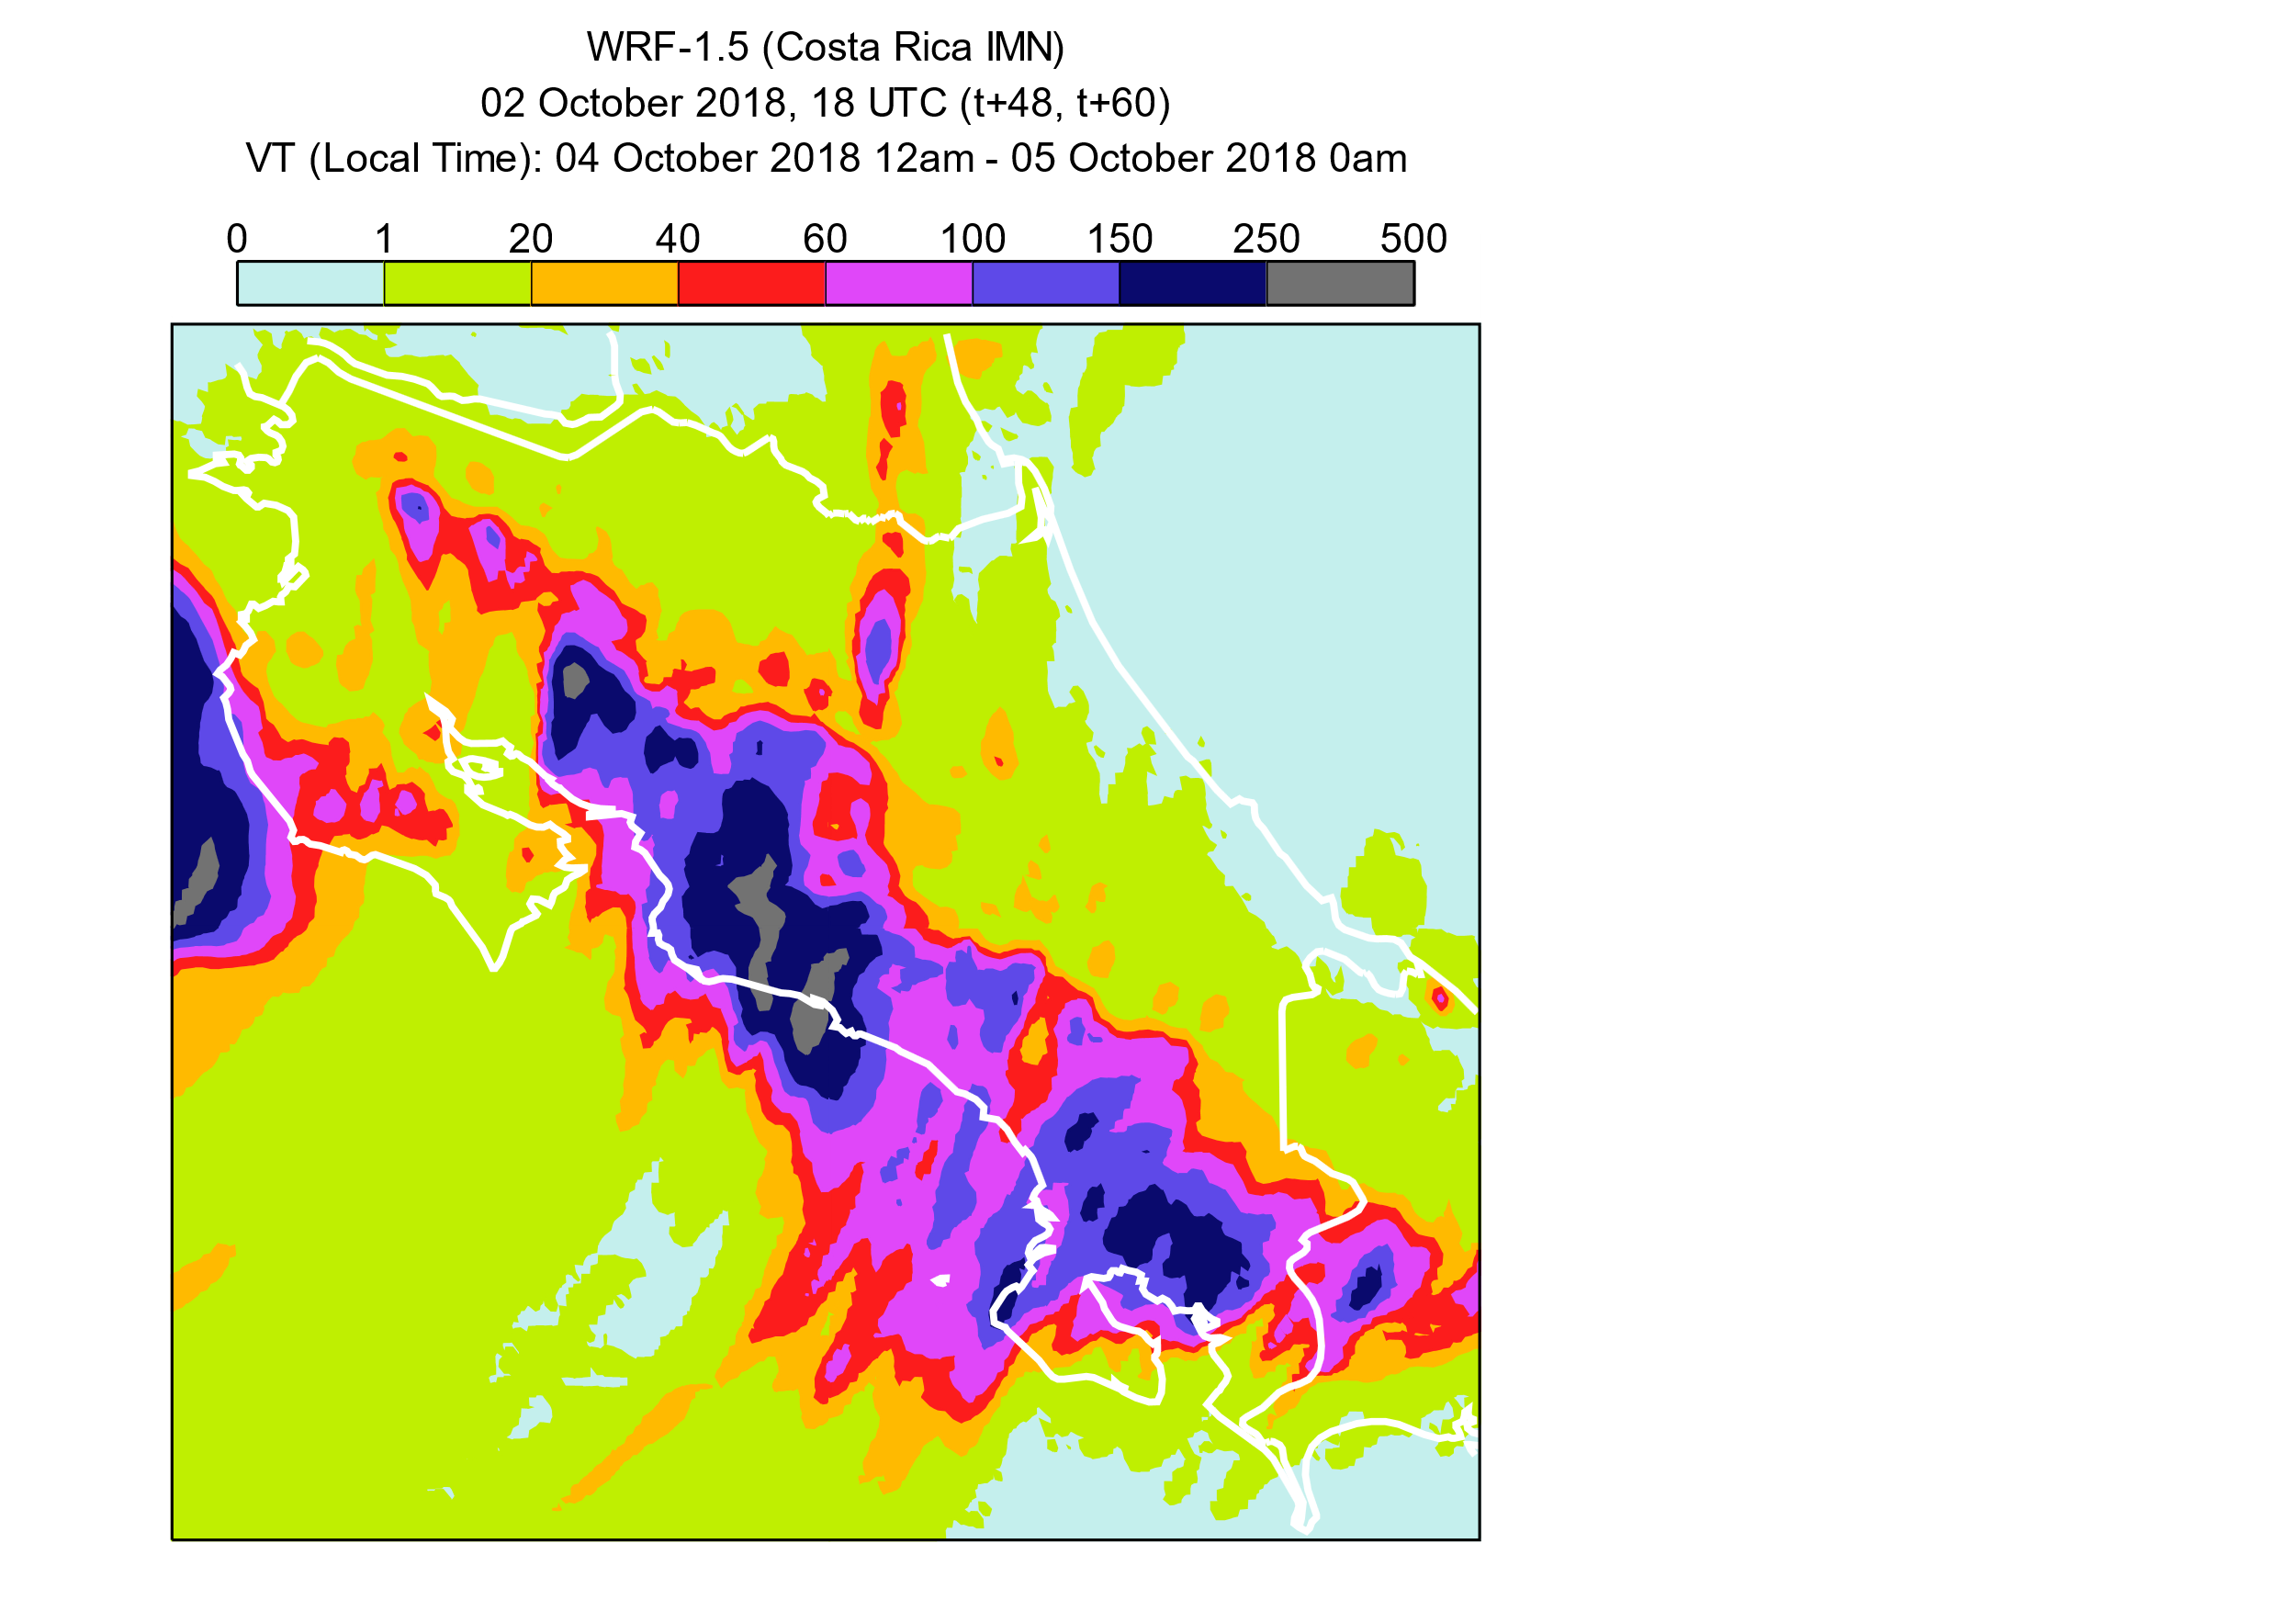 WRF-1.5 (Costa Rica IMN)
02 October 2018, 18 UTC (t+48, t+60)
VT (Local Time): 04 October 2018 12am - 05 October 2018 0am
0 1 20 40 60 100 150 250 500